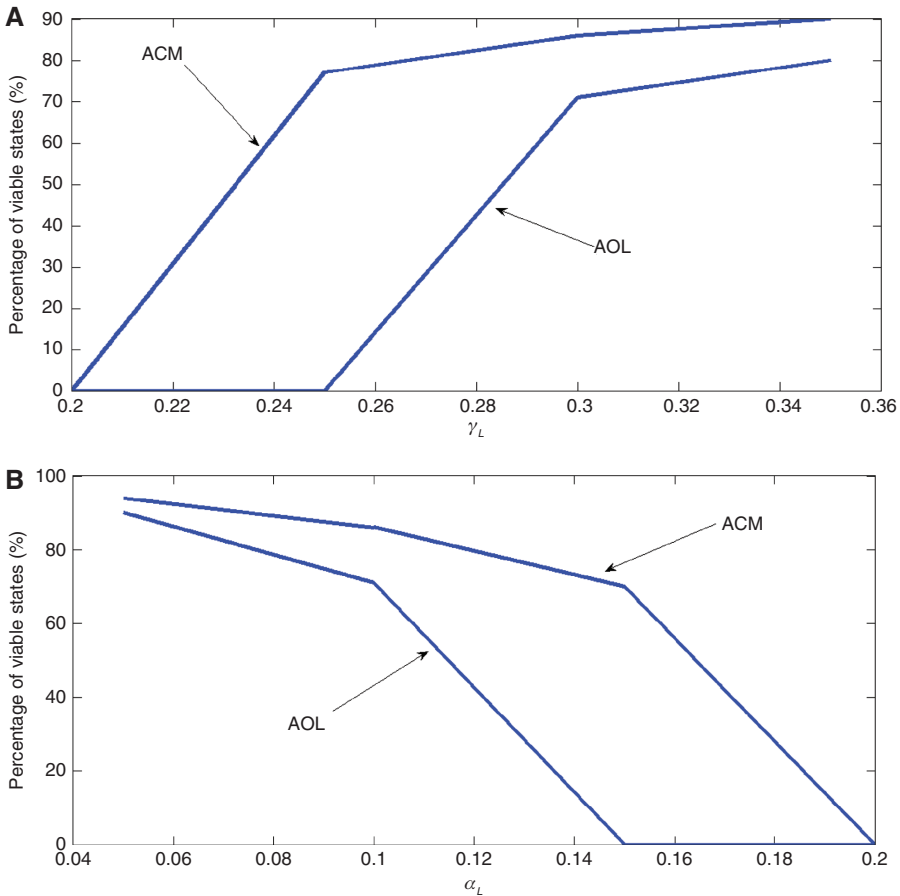 A
Percentage of viable states (%)
90
80
70
60
50
40
30
20
10
0
ACM
AOL
0.2 0.22 0.24 0.26 0.28 0.3 0.32 0.34 0.36
γL
B
Percentage of viable states (%)
100
80
60
40
20
0
ACM
AOL
0.04 0.06 0.08 0.1 0.12 0.14 0.16 0.18 0.2
αL